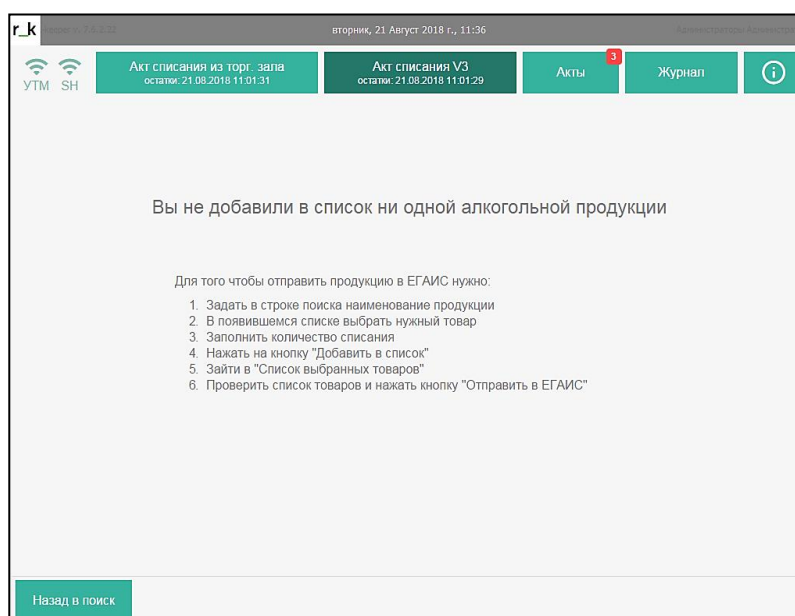 r_k
вторник, 21 Август 2018 г., 11:36
УТМ SH
Акт списания из торг. зала
остатки: 21.08.2018 11:01:31
Акт списания V3
остатки: 21.08.2018 11:01:29
Акты
3
Журнал
Вы не добавили в список ни одной алкогольной продукции
Для того чтобы отправить продукцию в ЕГАИС нужно:
1. Задать в строке поиска наименование продукции
2. В появившемся списке выбрать нужный товар
3. Заполнить количество списания
4. Нажать на кнопку "Добавить в список"
5. Зайти в "Список выбранных товаров"
6. Проверить список товаров и нажать кнопку "Отправить в ЕГАИС"
Назад в поиск